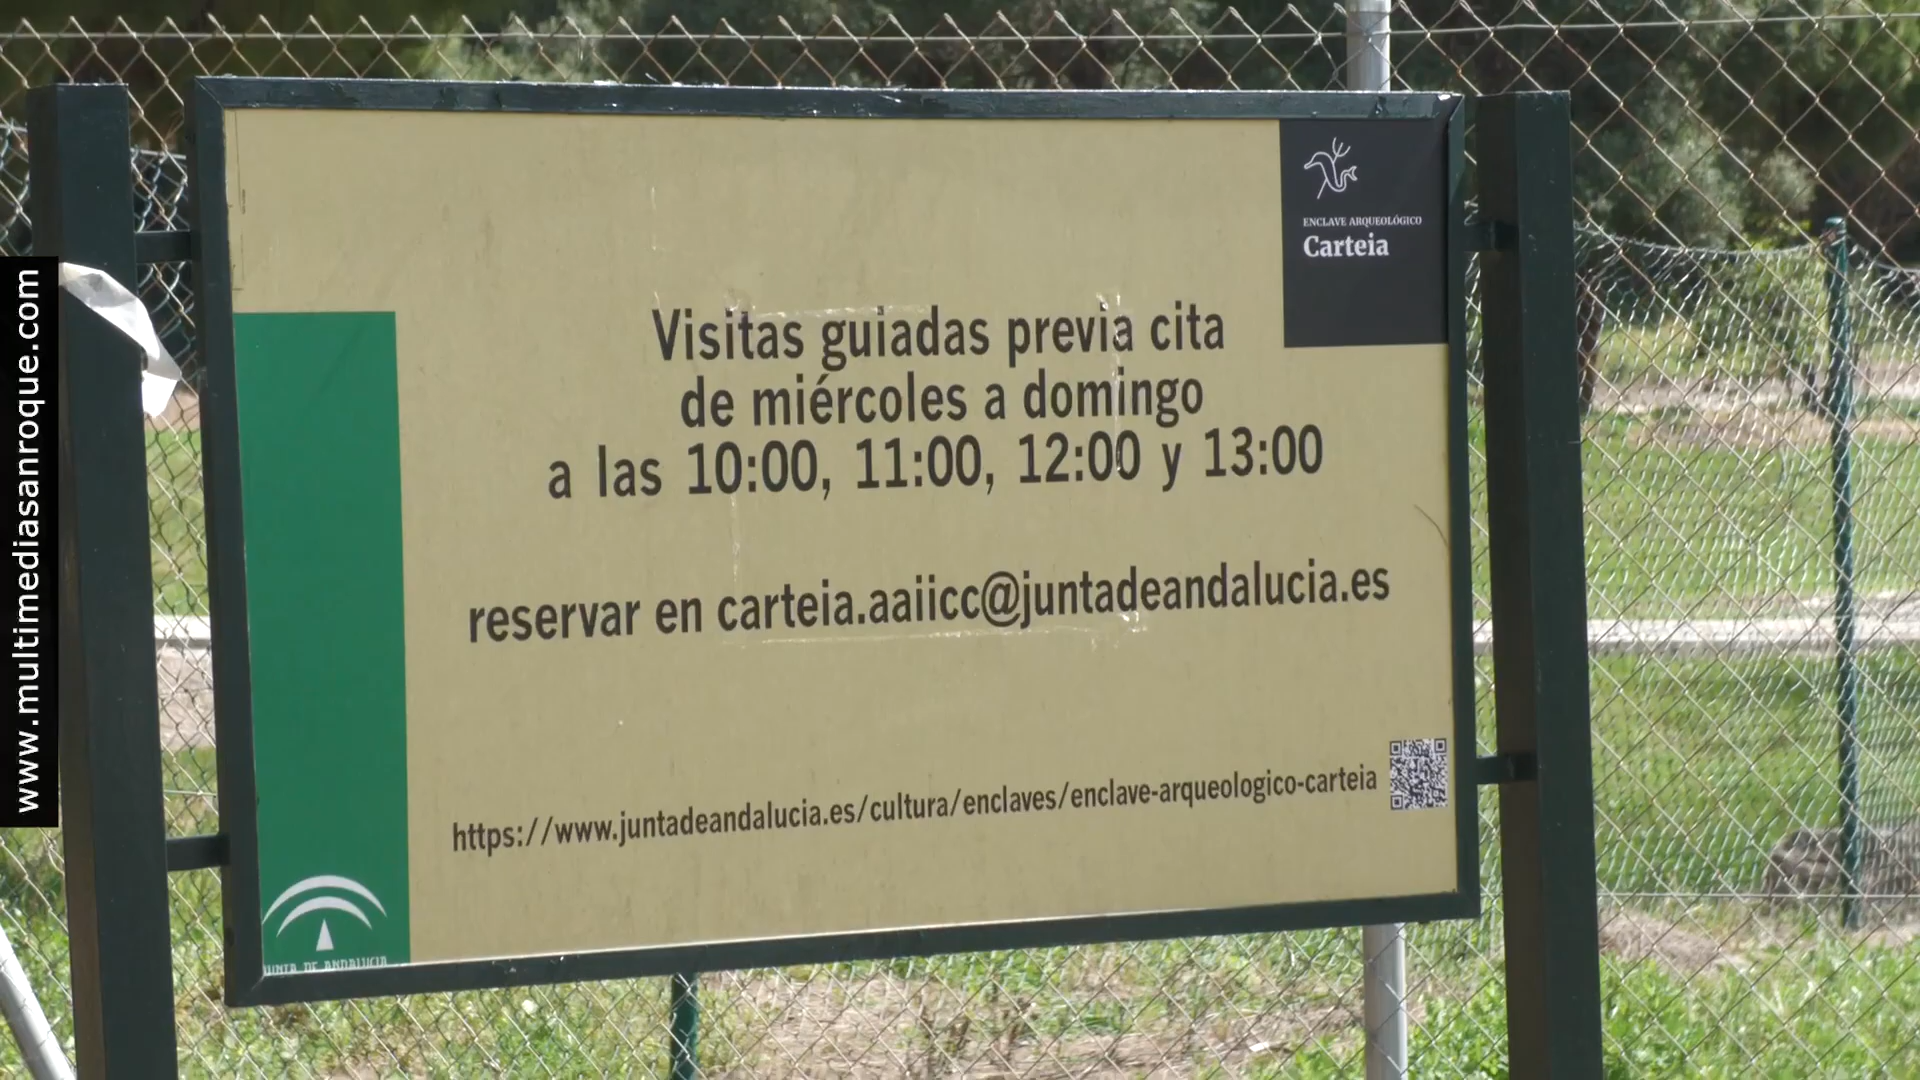 www.multimediasanroque.com
ENCLAVE ARQUEOLÓGICO
Carteia
Visitas guiadas previa cita
de miércoles a domingo
a las 10:00, 11:00, 12:00 y 13:00
reservar en carteia.aaiicc@juntadeandalucia.es
https://www.juntadeandalucia.es/cultura/enclaves/enclave-arqueologico-carteia
JUNTA DE ANDALUCIA